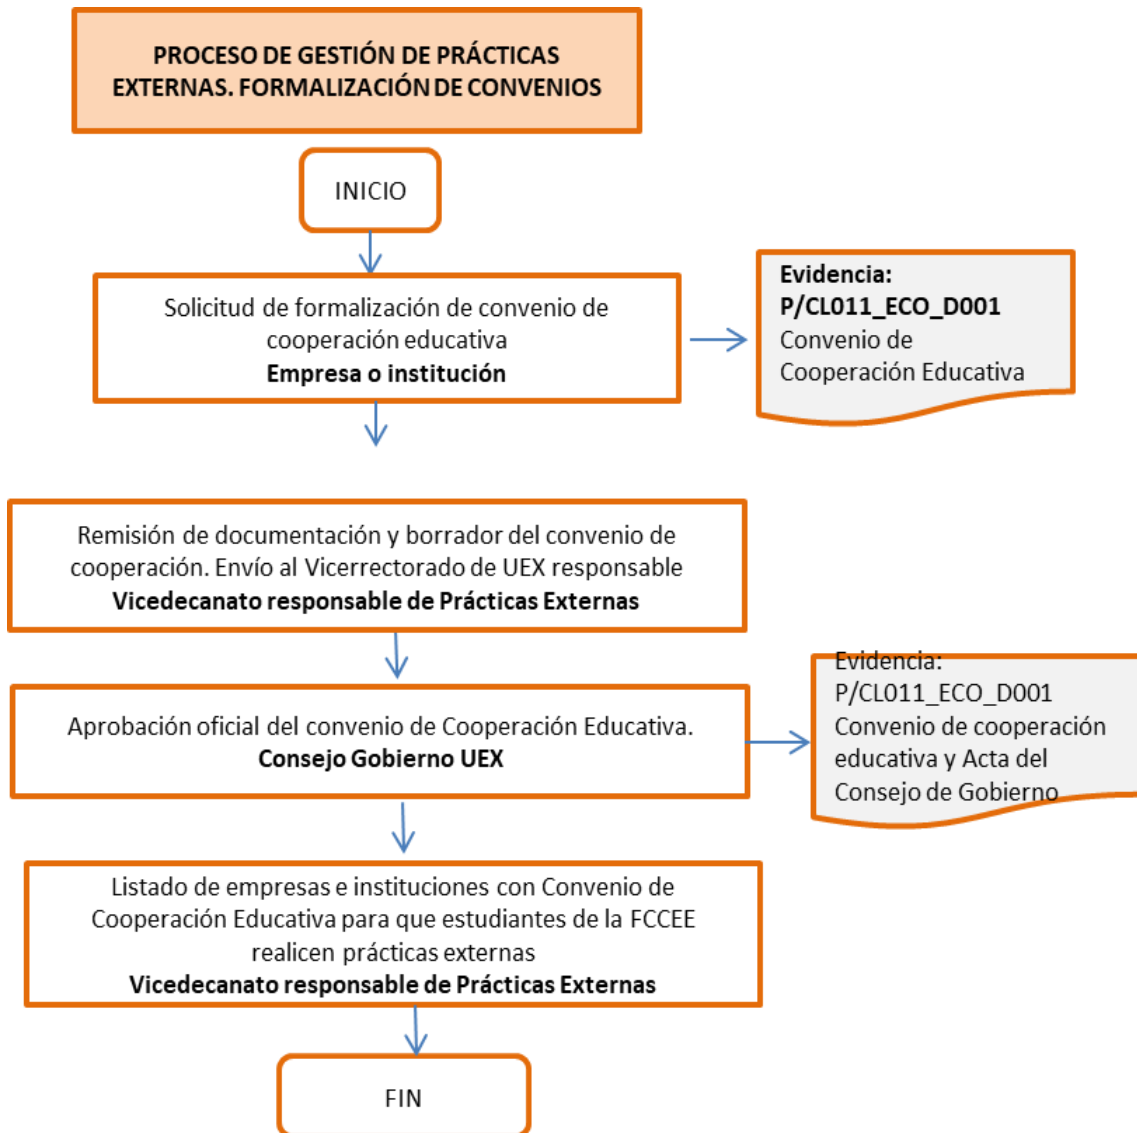 PROCESO DE GESTIÓN DE PRÁCTICAS
EXTERNAS. FORMALIZACIÓN DE CONVENIOS
INICIO
Solicitud de formalización de convenio de
cooperación educativa
Empresa o institución
Evidencia:
P/CL011_ECO_D001
Convenio de
Cooperación Educativa
Remisión de documentación y borrador del convenio de
cooperación. Envío al Vicerrectorado de UEX responsable
Vicedecanato responsable de Prácticas Externas
Aprobación oficial del convenio de Cooperación Educativa.
Consejo Gobierno UEX
Evidencia:
P/CL011_ECO_D001
Convenio de cooperación
educativa y Acta del
Consejo de Gobierno
Listado de empresas e instituciones con Convenio de
Cooperación Educativa para que estudiantes de la FCCEE
realicen prácticas externas
Vicedecanato responsable de Prácticas Externas
FIN